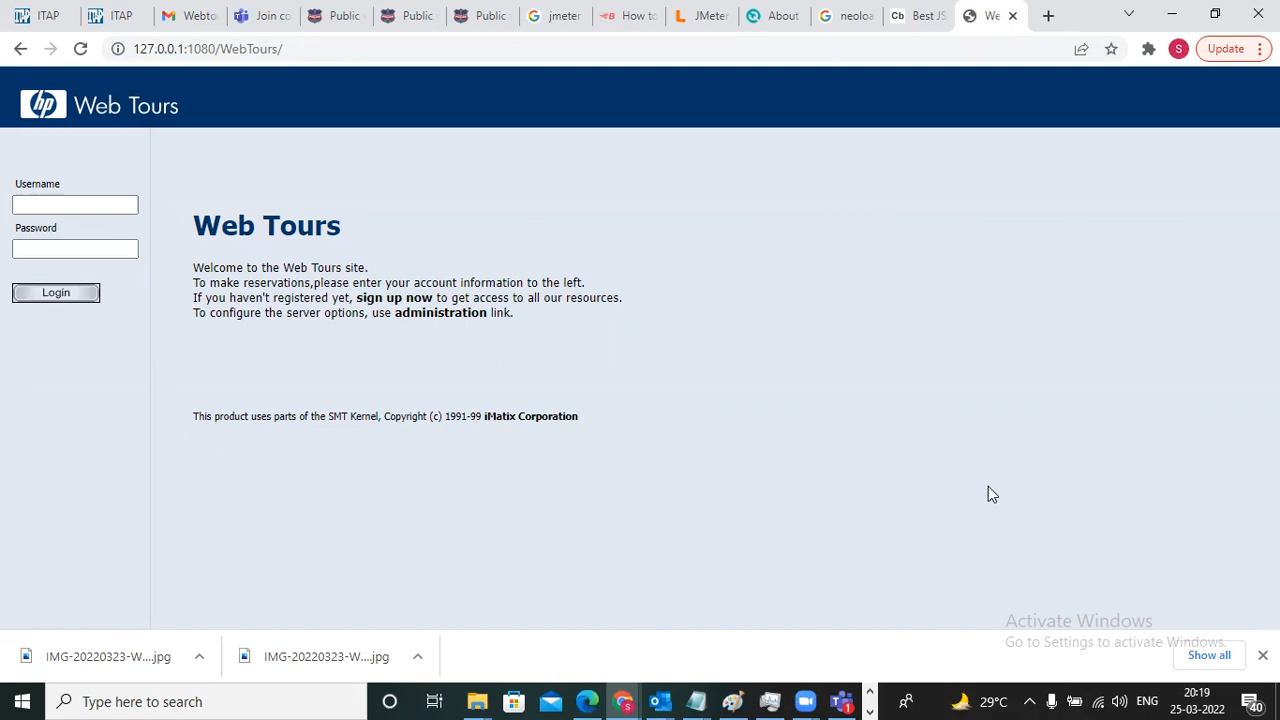 ITAP
ITAP
Webto
Join co
Public
Public
Public
jmeter
How to
JMeter
About
neoloa
Best JS
We
127.0.0.1:1080/WebTours/
Update
hp Web Tours
Username
Password
Login
Web Tours
Welcome to the Web Tours site.
To make reservations,please enter your account information to the left.
If you haven't registered yet, sign up now to get access to all our resources.
To configure the server options, use administration link.
This product uses parts of the SMT Kernel, Copyright (c) 1991-99 iMatix Corporation
Activate Windows
Go to Settings to activate Windows.
IMG-20220323-W....jpg
IMG-20220323-W....jpg
Show all
Type here to search
29°C
ENG
20:19
25-03-2022
40